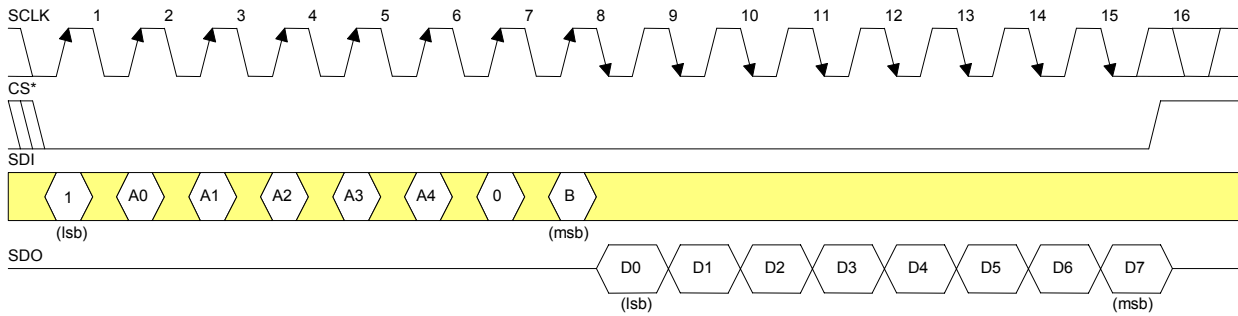 SCLK 1 2 3 4 5 6 7 8 9 10 11 12 13 14 15 16
CS*
SDI
1 A0 A1 A2 A3 A4 0 B
(lsb) (msb)
SDO
D0 D1 D2 D3 D4 D5 D6 D7
(lsb) (msb)